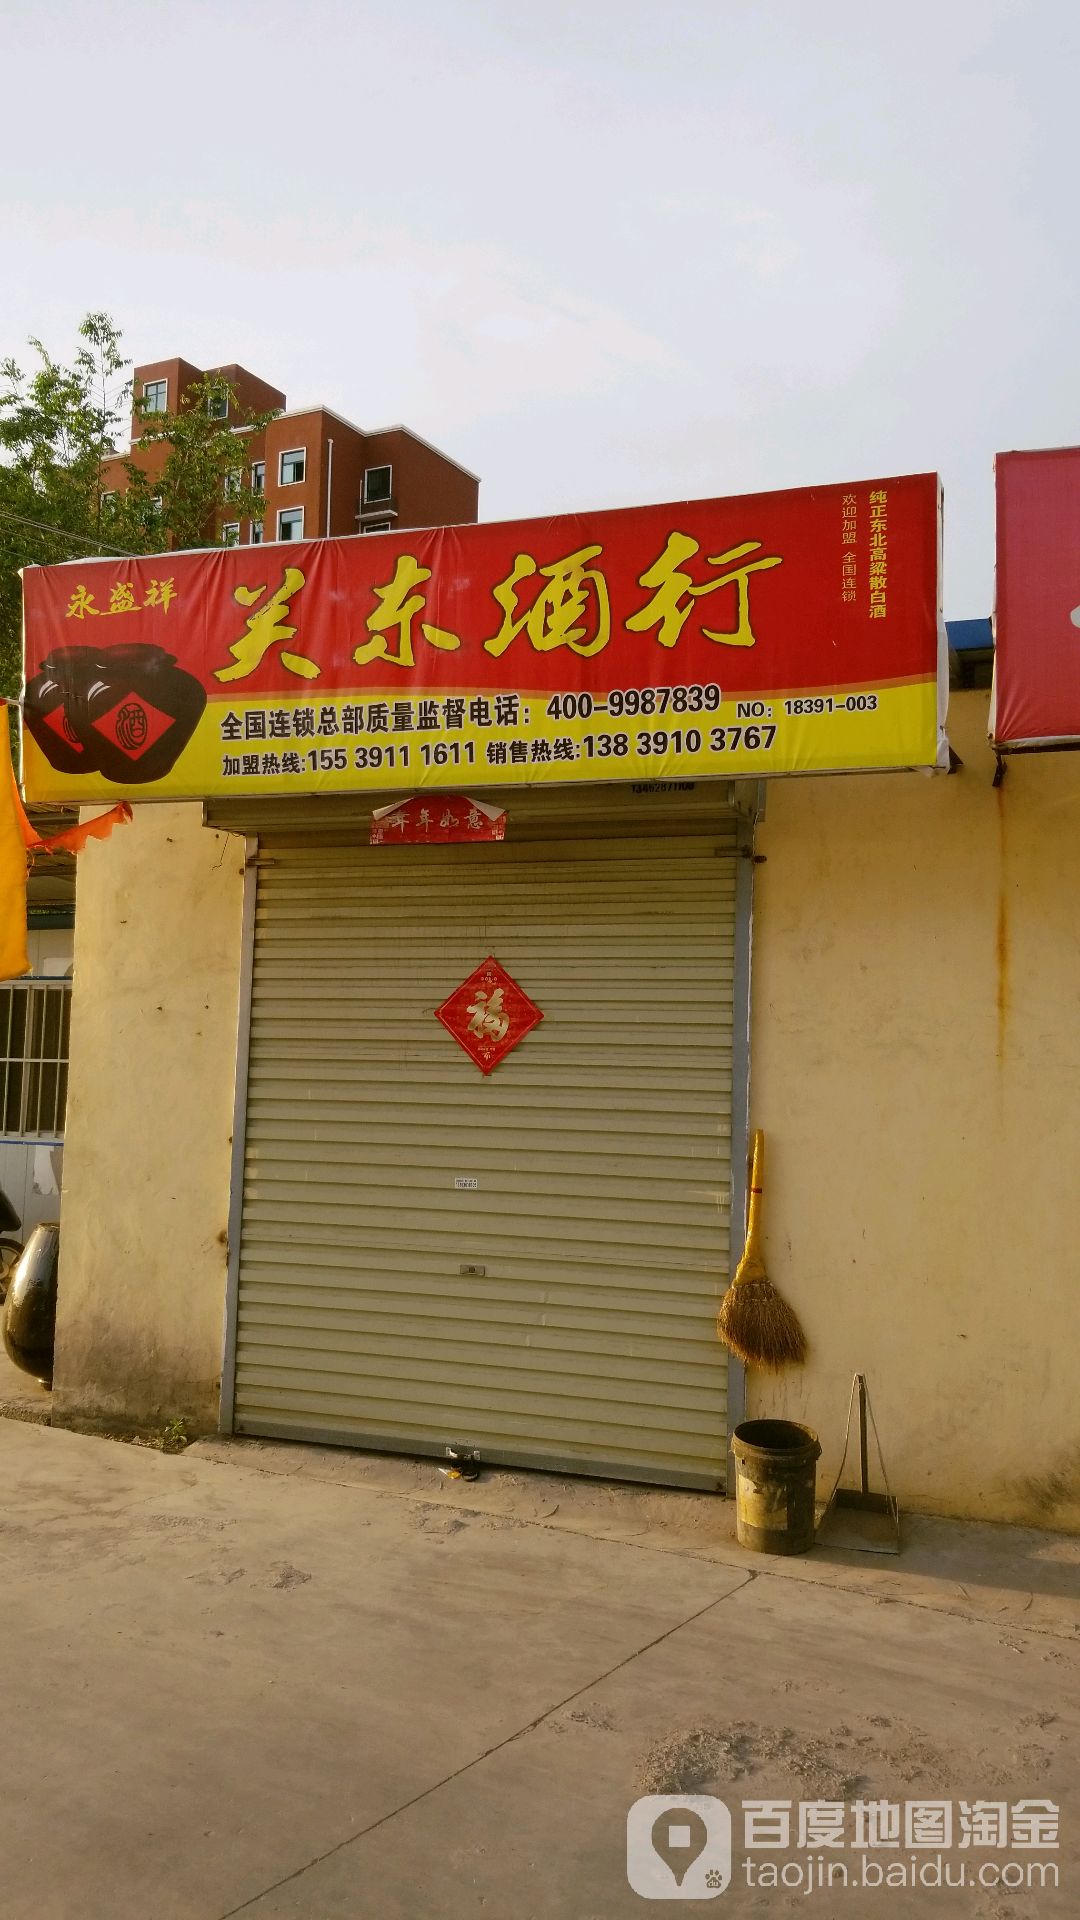 永盛祥
关东酒行
纯正东北高粱散白酒
欢迎加盟 全国连锁
酒
全国连锁总部质量监督电话：400-9987839
NO：18391-003
加盟热线:155 3911 1611 销售热线:138 3910 3767
13462871100
年年如意
福
百度地图淘金
taojin.baidu.com